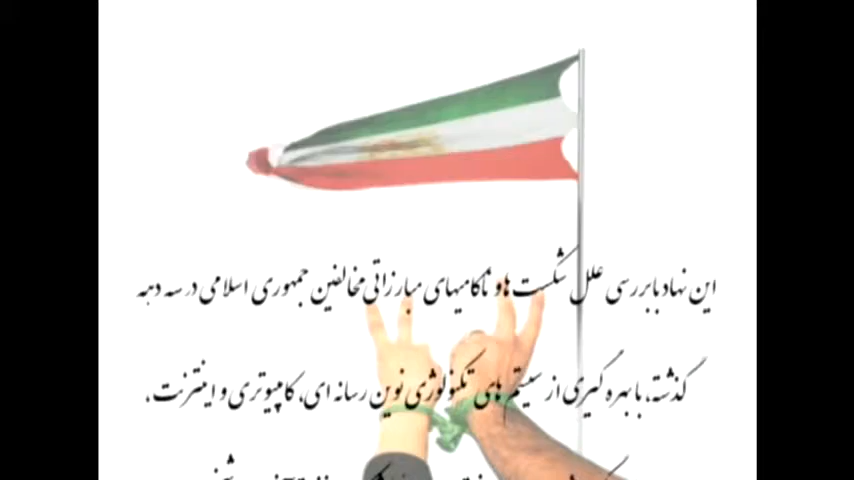 این نهاد با بررسی علل شکست ها و ناکامیهای مبارزاتی مخالفین جمهوری اسلامی در سه دهه
گذشته، با بهره گیری از سیستم های تکنولوژی نوین رسانه ای، کامپیوتری و اینترنت،